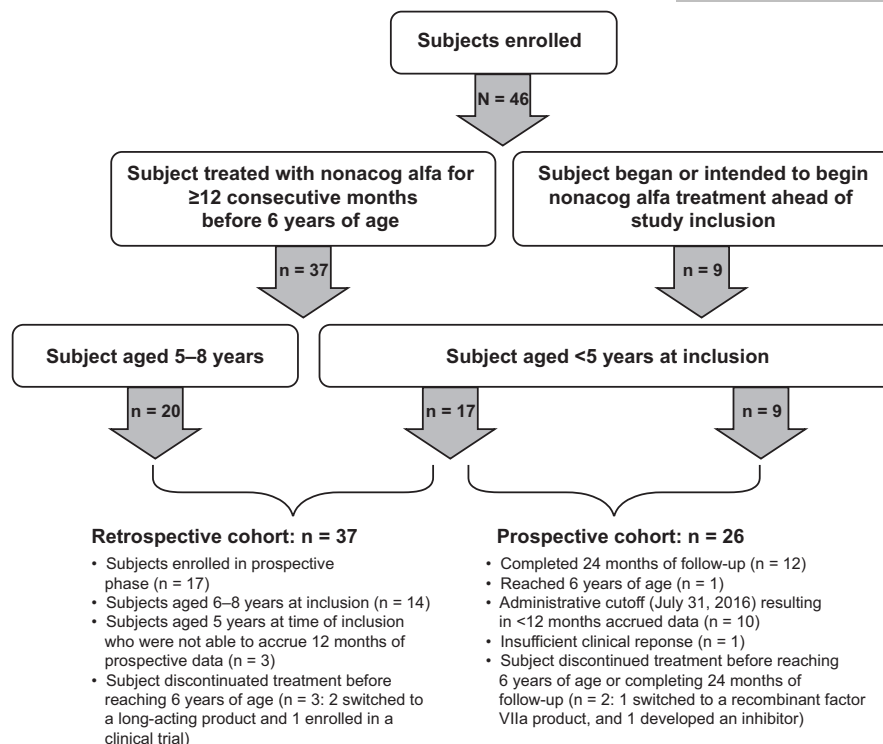 Subjects enrolled
N = 46
Subject treated with nonacog alfa for
≥12 consecutive months
before 6 years of age
Subject began or intended to begin
nonacog alfa treatment ahead of
study inclusion
n = 37
n = 9
Subject aged 5–8 years
Subject aged <5 years at inclusion
n = 20
n = 17
n = 9
Retrospective cohort: n = 37
• Subjects enrolled in prospective
phase (n = 17)
• Subjects aged 6–8 years at inclusion (n = 14)
• Subjects aged 5 years at time of inclusion
who were not able to accrue 12 months of
prospective data (n = 3)
• Subject discontinuated treatment before
reaching 6 years of age (n = 3: 2 switched to
a long-acting product and 1 enrolled in a
clinical trial)
Prospective cohort: n = 26
• Completed 24 months of follow-up (n = 12)
• Reached 6 years of age (n = 1)
• Administrative cutoff (July 31, 2016) resulting
in <12 months accrued data (n = 10)
• Insufficient clinical reponse (n = 1)
• Subject discontinued treatment before reaching
6 years of age or completing 24 months of
follow-up (n = 2: 1 switched to a recombinant factor
VIIa product, and 1 developed an inhibitor)